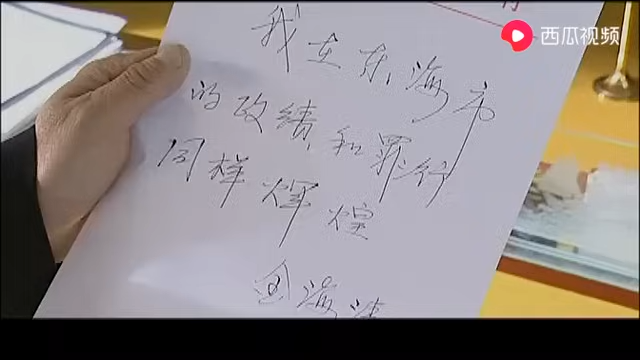 西瓜视频
我在东海市
的政绩和罪行
同样辉煌
海